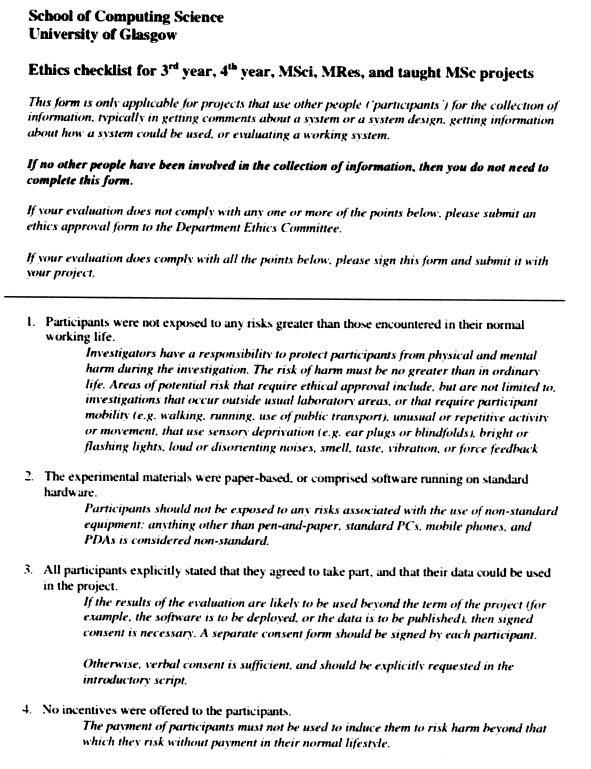 School of Computing Science
University of Glasgow
Ethics checklist for 3rd year, 4th year, MSci, MRes, and taught MSc projects
This form is only applicable for projects that use other people ('participants') for the collection of
information, typically in getting comments about a system or a system design, getting information
about how a system could be used, or evaluating a working system.
If no other people have been involved in the collection of information, then you do not need to
complete this form.
If your evaluation does not comply with any one or more of the points below, please submit an
ethics approval form to the Department Ethics Committee.
If your evaluation does comply with all the points below, please sign this form and submit it with
your project.
1. Participants were not exposed to any risks greater than those encountered in their normal
working life.
Investigators have a responsibility to protect participants from physical and mental
harm during the investigation. The risk of harm must be no greater than in ordinary
life. Areas of potential risk that require ethical approval include, but are not limited to,
investigations that occur outside usual laboratory areas, or that require participant
mobility (e.g. walking, running, use of public transport), unusual or repetitive activity
or movement, that use sensory deprivation (e.g. ear plugs or blindfolds), bright or
flashing lights, loud or disorienting noises, smell, taste, vibration, or force feedback
2. The experimental materials were paper-based, or comprised software running on standard
hardware.
Participants should not be exposed to any risks associated with the use of non-standard
equipment: anything other than pen-and-paper, standard PCs, mobile phones, and
PDAs is considered non-standard.
3. All participants explicitly stated that they agreed to take part, and that their data could be used
in the project.
If the results of the evaluation are likely to be used beyond the term of the project (for
example, the software is to be deployed, or the data is to be published), then signed
consent is necessary. A separate consent form should be signed by each participant.
Otherwise, verbal consent is sufficient, and should be explicitly requested in the
introductory script.
4. No incentives were offered to the participants.
The payment of participants must not be used to induce them to risk harm beyond that
which they risk without payment in their normal lifestyle.